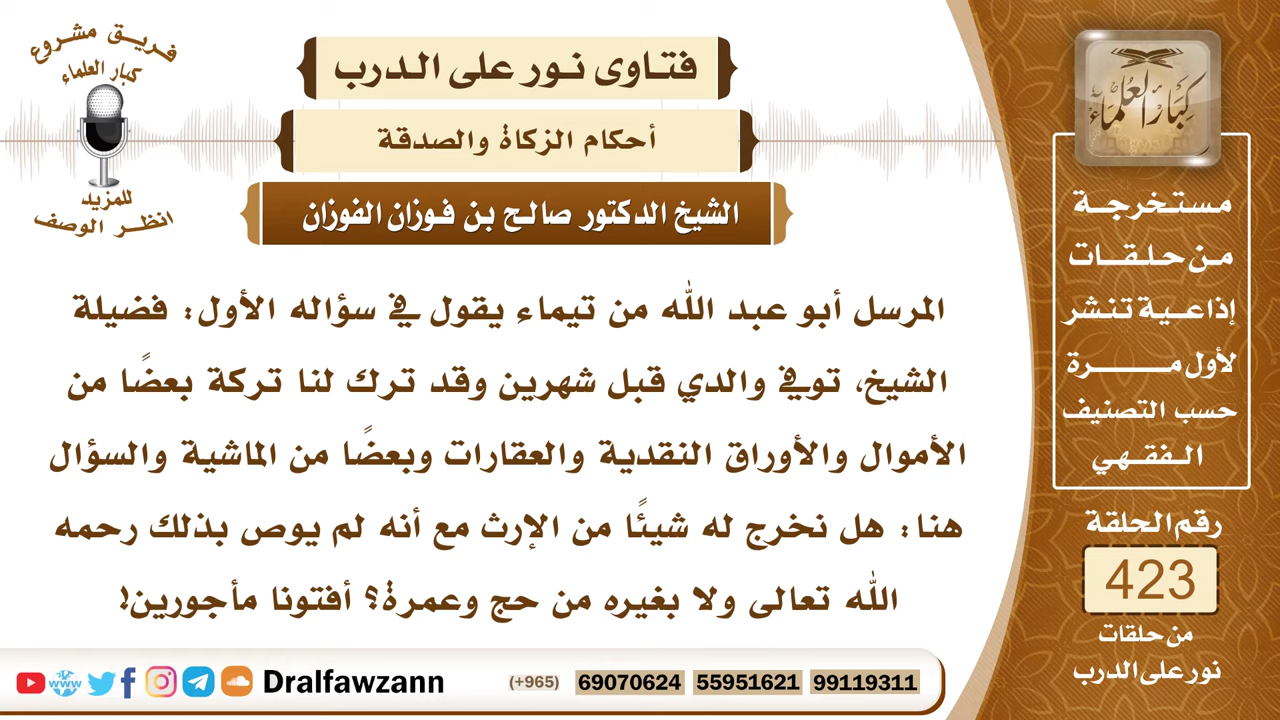 فريق مشروع
كبار العلماء
للمزيد
انظر الوصف
فتاوى نور على الدرب
أحكام الزكاة والصدقة
الشيخ الدكتور صالح بن فوزان الفوزان
المرسل أبو عبد الله من تيماء يقول في سؤاله الأول: فضيلة
الشيخ، توفي والدي قبل شهرين وقد ترك لنا تركة بعضًا من
الأموال والأوراق النقدية والعقارات وبعضًا من الماشية والسؤال
هنا: هل نخرج له شيئًا من الإرث مع أنه لم يوص بذلك رحمه
الله تعالى ولا بغيره من حج وعمرة؟ أفتونا مأجورين!
كبار العلماء
مستخرجة
من حلقات
إذاعية تنشر
لأول مرة
حسب التصنيف
الفقهي
رقم الحلقة
423
من حلقات
نور على الدرب
www
Dralfawzann
(+965) 69070624 55951621 99119311